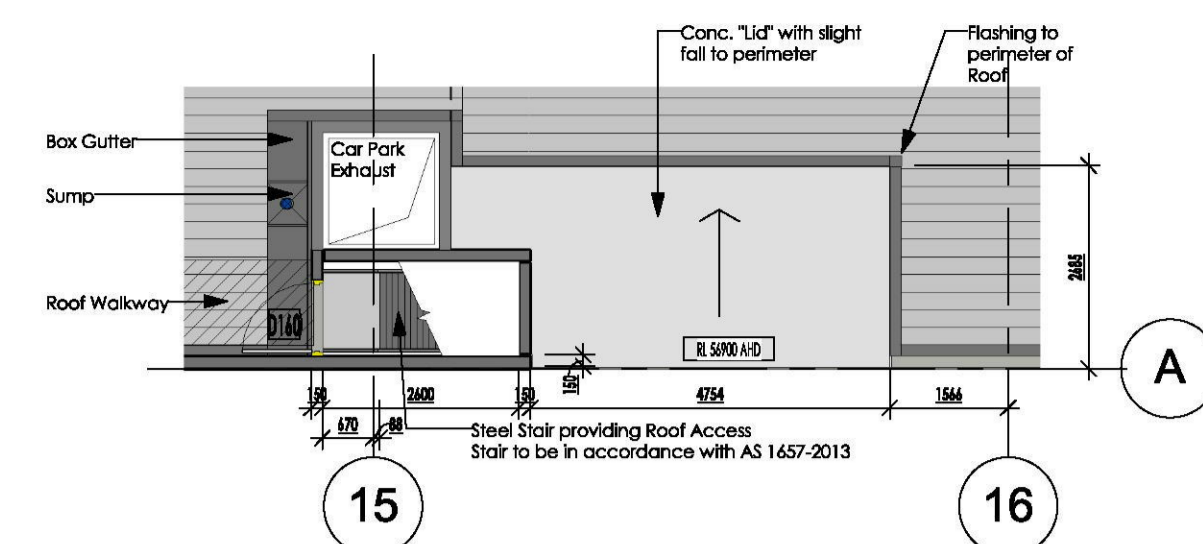 Conc. "Lid" with slight
fall to perimeter
Flashing to
perimeter of
Roof
Box Gutter
Car Park
Exhaust
Sump
Roof Walkway
D160
2685
RL 56900 AHD
A
150
150
2600
150
4754
1566
670
88
Steel Stair providing Roof Access
Stair to be in accordance with AS 1657-2013
15
16